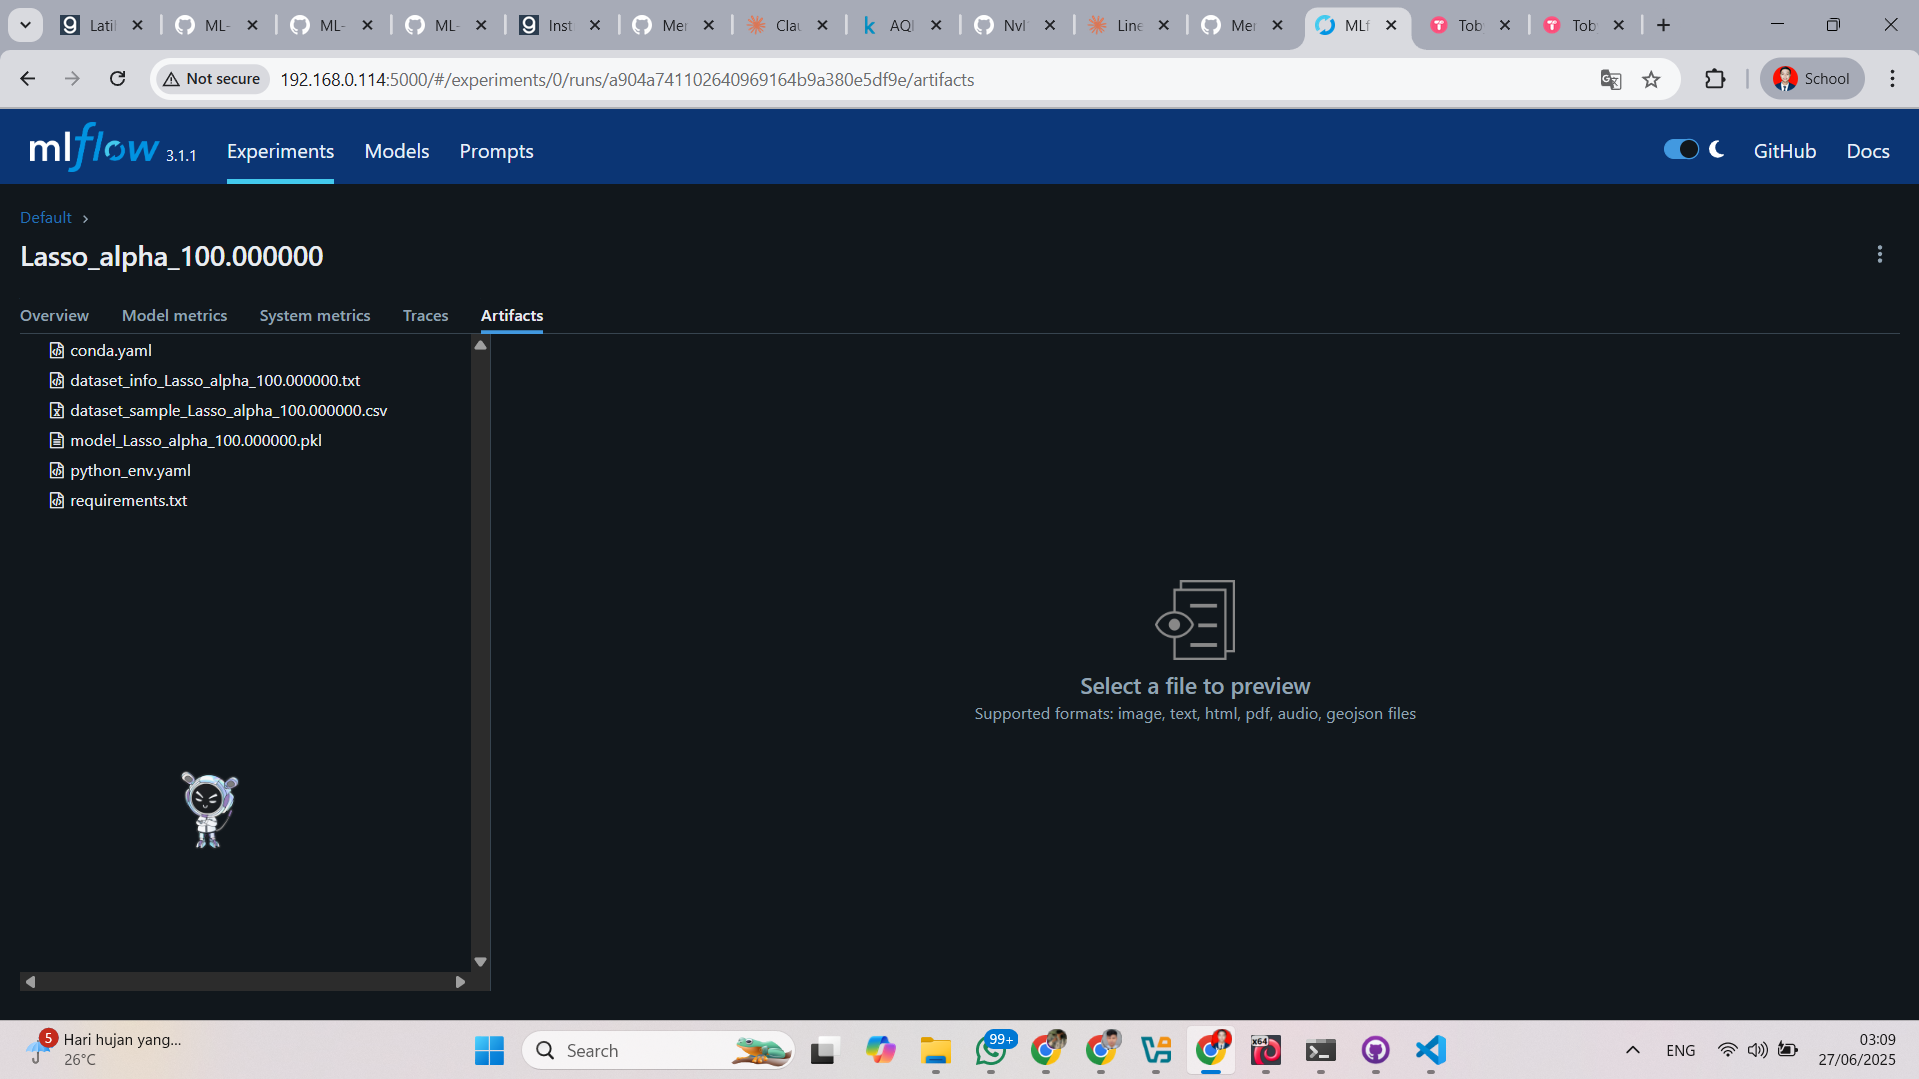 Latil
ML-
ML-
ML-
Inst
Mer
Clau
AQI
Nvl
Line
Mer
MLf
Tob
Tob
Not secure
192.168.0.114:5000/#/experiments/0/runs/a904a741102640969164b9a380e5df9e/artifacts
School
mlflow 3.1.1
Experiments
Models
Prompts
GitHub
Docs
Default
Lasso_alpha_100.000000
Overview
Model metrics
System metrics
Traces
Artifacts
conda.yaml
dataset_info_Lasso_alpha_100.000000.txt
dataset_sample_Lasso_alpha_100.000000.csv
model_Lasso_alpha_100.000000.pkl
python_env.yaml
requirements.txt
Select a file to preview
Supported formats: image, text, html, pdf, audio, geojson files
5
Hari hujan yang...
26°C
Search
99+
x64
ENG
03:09
27/06/2025